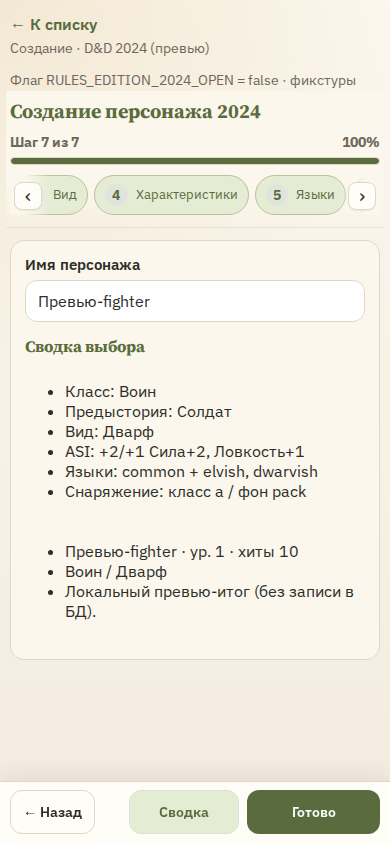 ← К списку
Создание · D&D 2024 (превью)
Флаг RULES_EDITION_2024_OPEN = false · фикстуры
Создание персонажа 2024
Шаг 7 из 7 100%
‹ Вид 4 Характеристики 5 Языки ›
Имя персонажа
Превью-fighter
Сводка выбора
• Класс: Воин
• Предыстория: Солдат
• Вид: Дварф
• ASI: +2/+1 Сила+2, Ловкость+1
• Языки: common + elvish, dwarvish
• Снаряжение: класс a / фон pack
• Превью-fighter · ур. 1 · хиты 10
• Воин / Дварф
• Локальный превью-итог (без записи в
БД).
← Назад Сводка Готово